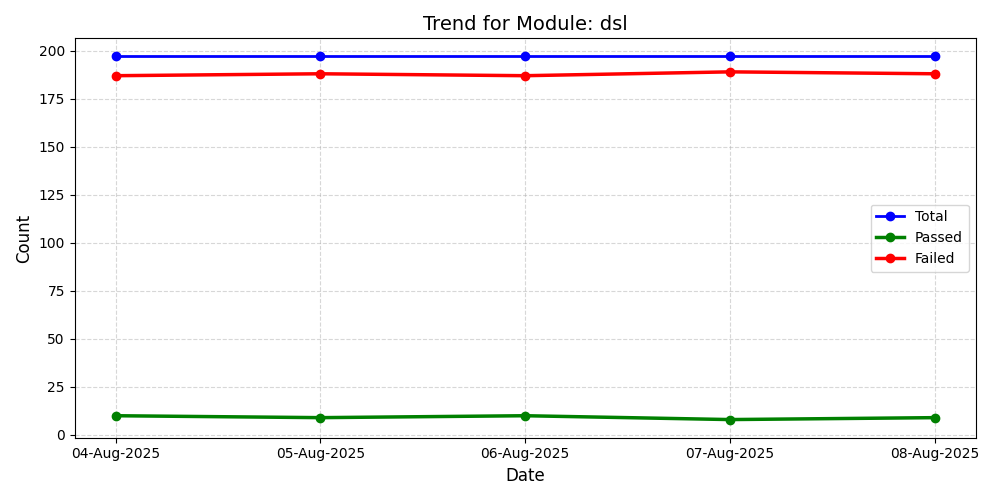 Trend for Module: dsl
200
175
150
125
100
75
50
25
0
Count
Total
Passed
Failed
04-Aug-2025
05-Aug-2025
06-Aug-2025
07-Aug-2025
08-Aug-2025
Date